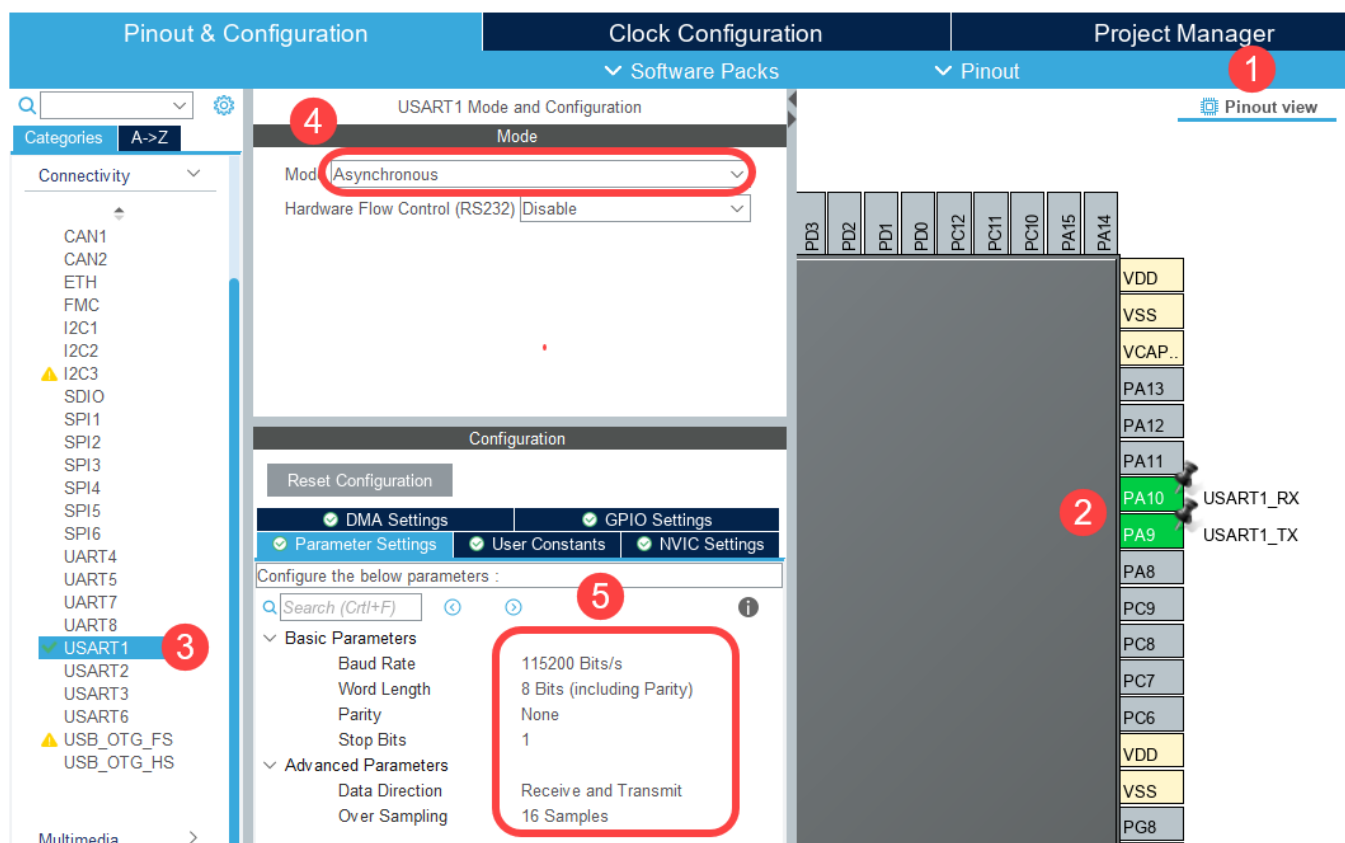 Pinout & Configuration
Clock Configuration
Project Manager
Software Packs
Pinout
1
4
USART1 Mode and Configuration
Pinout view
Categories
A->Z
Mode
Connectivity
Mode Asynchronous
Hardware Flow Control (RS232) Disable
CAN1
CAN2
ETH
FMC
I2C1
I2C2
I2C3
SDIO
SPI1
SPI2
SPI3
SPI4
SPI5
SPI6
UART4
UART5
UART7
UART8
USART1
3
USART2
USART3
USART6
USB_OTG_FS
USB_OTG_HS
Multimedia
Configuration
Reset Configuration
DMA Settings
GPIO Settings
Parameter Settings
User Constants
NVIC Settings
Configure the below parameters :
Search (Crtl+F)
5
Basic Parameters
Baud Rate 115200 Bits/s
Word Length 8 Bits (including Parity)
Parity None
Stop Bits 1
Advanced Parameters
Data Direction Receive and Transmit
Over Sampling 16 Samples
PD3
PD2
PD1
PD0
PC12
PC11
PC10
PA15
PA14
VDD
VSS
VCAP..
PA13
PA12
PA11
2
PA10 USART1_RX
PA9 USART1_TX
PA8
PC9
PC8
PC7
PC6
VDD
VSS
PG8